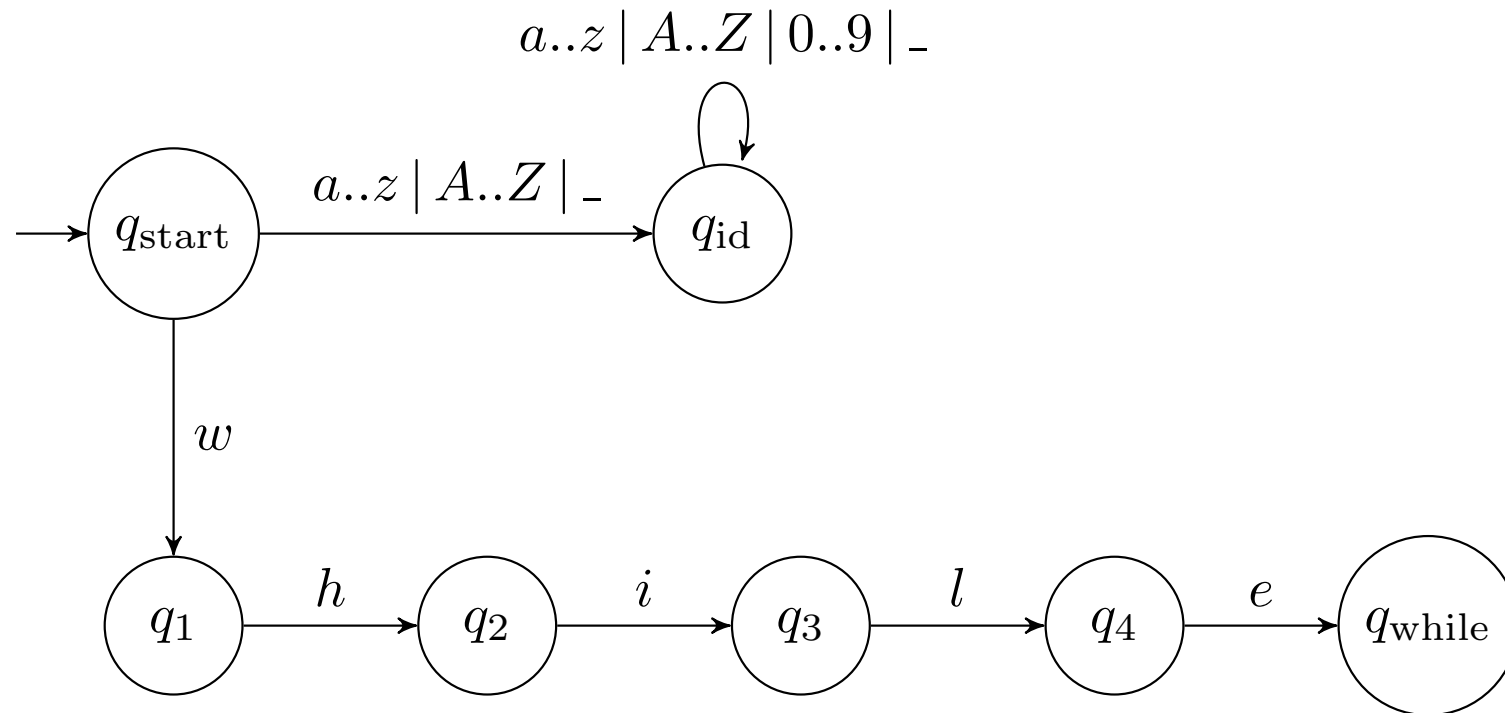 a..z | A..Z | 0..9 | _
a..z | A..Z | _
q_start
q_id
w
h
i
l
e
q_1
q_2
q_3
q_4
q_while